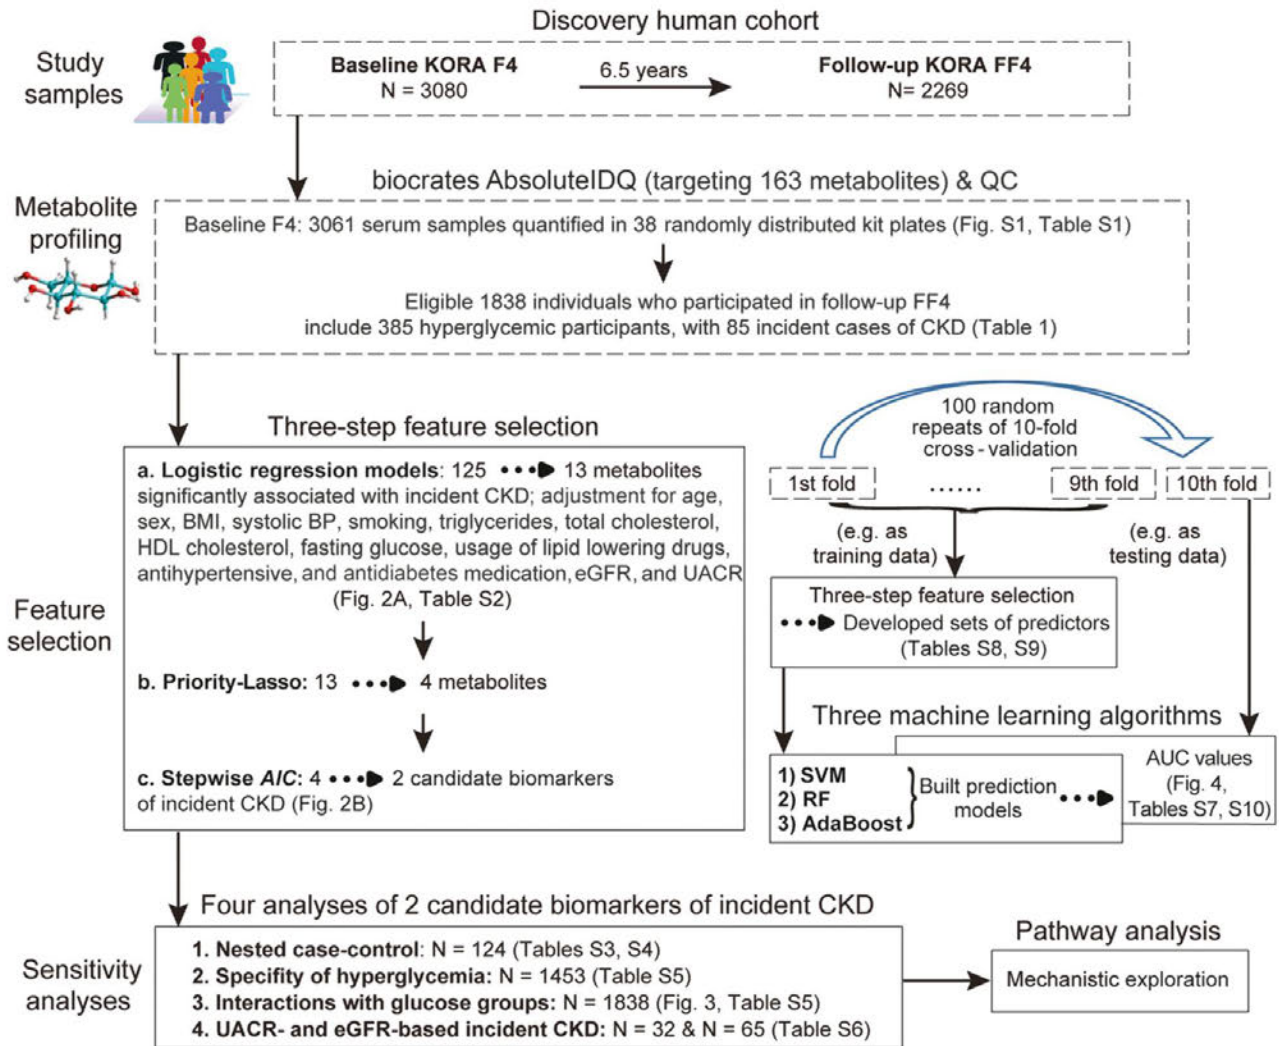 Discovery human cohort
Study
samples
Baseline KORA F4
N = 3080
6.5 years
Follow-up KORA FF4
N= 2269
biocrates AbsoluteIDQ (targeting 163 metabolites) & QC
Metabolite
profiling
Baseline F4: 3061 serum samples quantified in 38 randomly distributed kit plates (Fig. S1, Table S1)
Eligible 1838 individuals who participated in follow-up FF4
include 385 hyperglycemic participants, with 85 incident cases of CKD (Table 1)
Three-step feature selection
Feature
selection
a. Logistic regression models: 125 13 metabolites
significantly associated with incident CKD; adjustment for age,
sex, BMI, systolic BP, smoking, triglycerides, total cholesterol,
HDL cholesterol, fasting glucose, usage of lipid lowering drugs,
antihypertensive, and antidiabetes medication, eGFR, and UACR
(Fig. 2A, Table S2)
b. Priority-Lasso: 13 4 metabolites
c. Stepwise AIC: 4 2 candidate biomarkers
of incident CKD (Fig. 2B)
100 random
repeats of 10-fold
cross-validation
1st fold
......
9th fold
10th fold
(e.g. as
training data)
(e.g. as
testing data)
Three-step feature selection
Developed sets of predictors
(Tables S8, S9)
Three machine learning algorithms
1) SVM
2) RF
3) AdaBoost
Built prediction
models
AUC values
(Fig. 4,
Tables S7, S10)
Four analyses of 2 candidate biomarkers of incident CKD
Sensitivity
analyses
1. Nested case-control: N = 124 (Tables S3, S4)
2. Specifity of hyperglycemia: N = 1453 (Table S5)
3. Interactions with glucose groups: N = 1838 (Fig. 3, Table S5)
4. UACR- and eGFR-based incident CKD: N = 32 & N = 65 (Table S6)
Pathway analysis
Mechanistic exploration